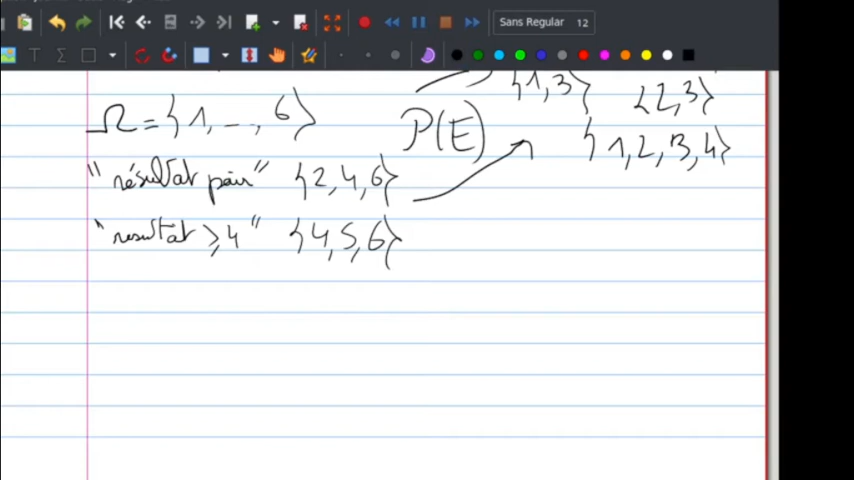 Sans Regular 12
{1,3} {2,3}
Ω = {1, ..., 6} P(E) {1,2,3,4}
"résultat pair" {2,4,6}
"resultat ⩾4" {4,5,6}